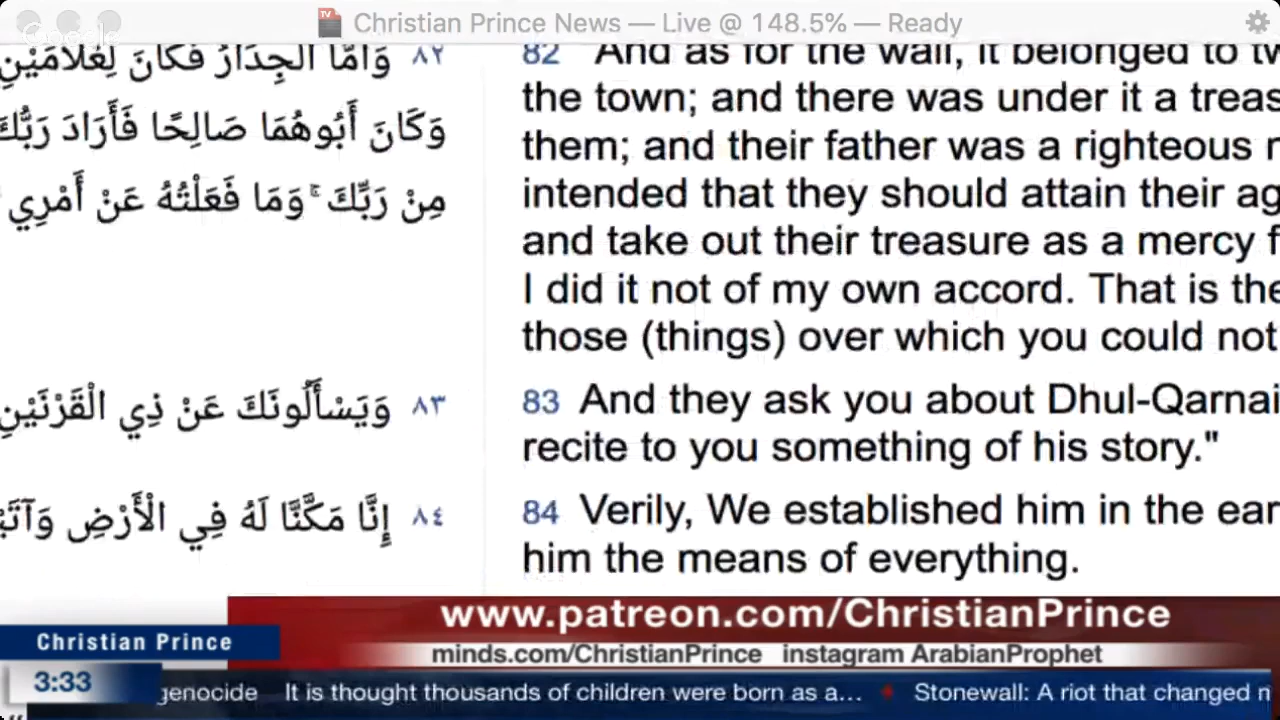 Christian Prince News — Live @ 148.5% — Ready
Google
وَأَمَّا الْجِدَارُ فَكَانَ لِغُلَامَيْنِ ٨٢
وَكَانَ أَبُوهُمَا صَالِحًا فَأَرَادَ رَبُّكَ
مِنْ رَبِّكَ ۚ وَمَا فَعَلْتُهُ عَنْ أَمْرِي
82 And as for the wall, it belonged to
the town; and there was under it a
them; and their father was a righteous
intended that they should attain their
and take out their treasure as a mercy
I did it not of my own accord. That is
those (things) over which you could not
وَيَسْأَلُونَكَ عَنْ ذِي الْقَرْنَيْنِ ٨٣
83 And they ask you about Dhul-Qarnai
recite to you something of his story."
إِنَّا مَكَّنَّا لَهُ فِي الْأَرْضِ ٨٤
84 Verily, We established him in the
him the means of everything.
www.patreon.com/ChristianPrince
minds.com/ChristianPrince instagram ArabianProphet
Christian Prince
3:33
genocide It is thought thousands of children were born as a... Stonewall: A riot that changed